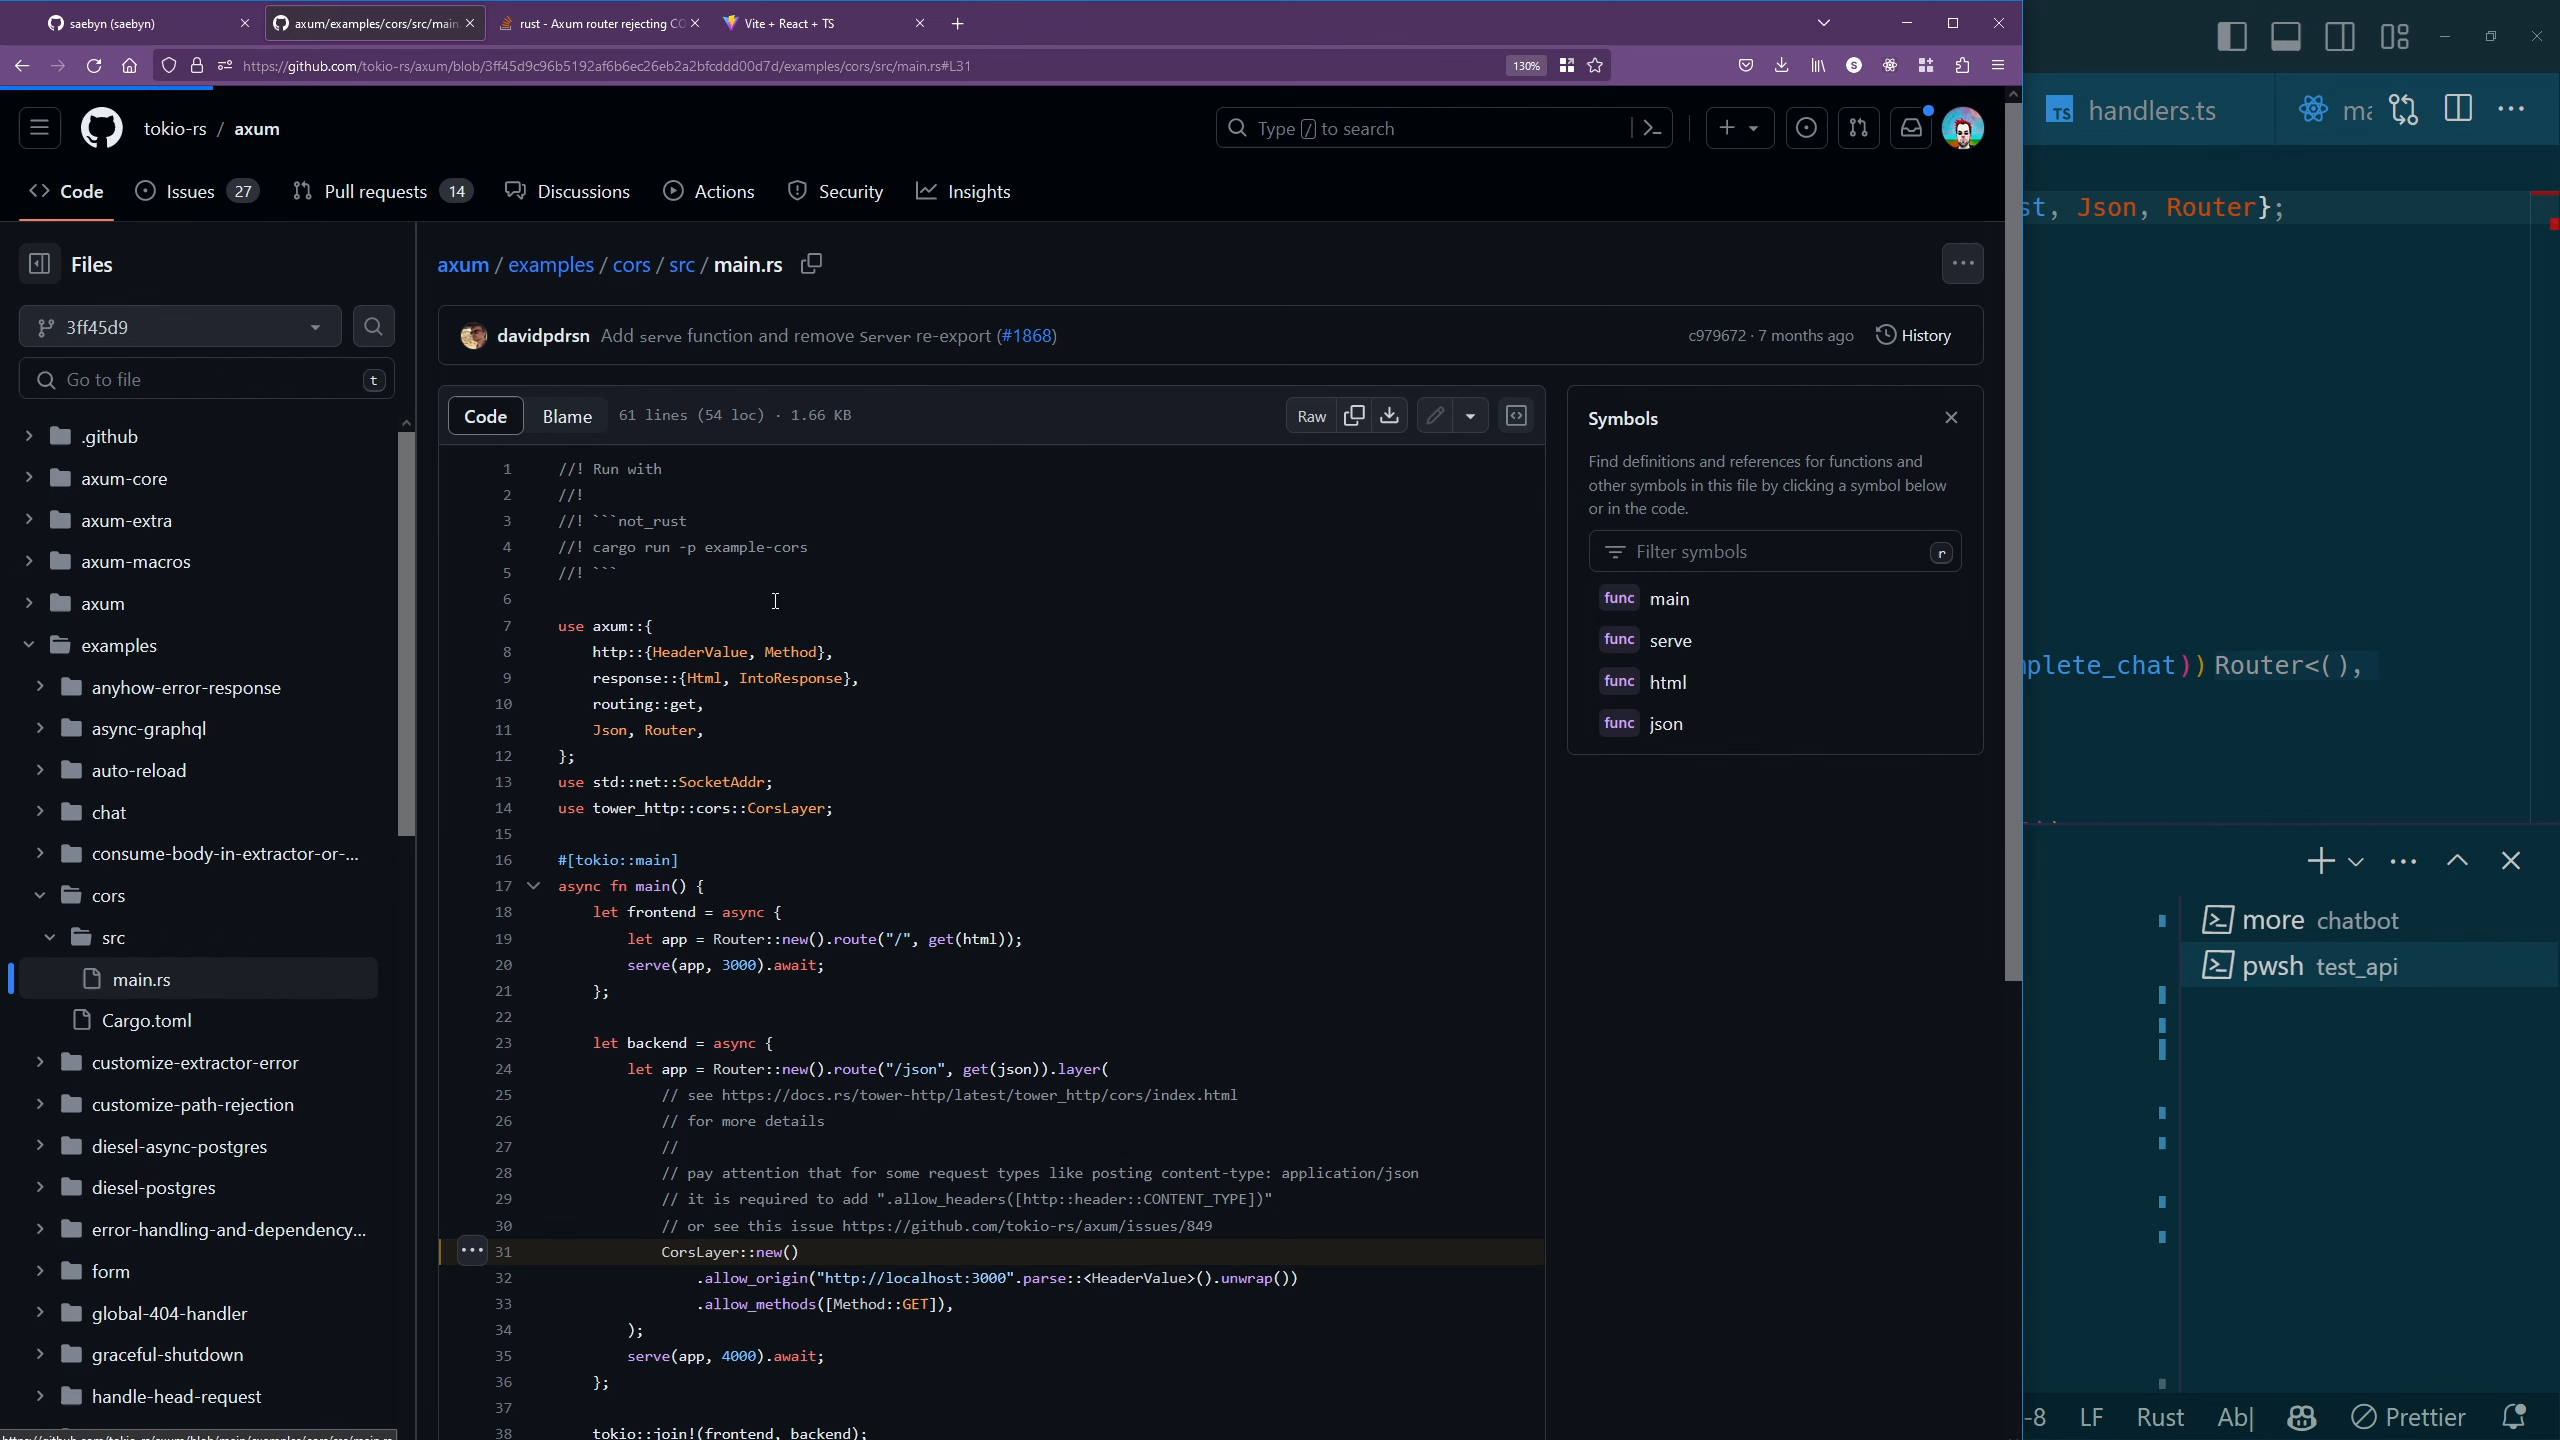 saebyn (saebyn)
axum/examples/cors/src/main.
rust - Axum router rejecting CO
Vite + React + TS
https://github.com/tokio-rs/axum/blob/3ff45d9c96b5192af6b6ec26eb2a2bfcddd00d7d/examples/cors/src/main.rs#L31
130%
tokio-rs / axum
Type / to search
Code
Issues 27
Pull requests 14
Discussions
Actions
Security
Insights
Files
3ff45d9
Go to file t
.github
axum-core
axum-extra
axum-macros
axum
examples
anyhow-error-response
async-graphql
auto-reload
chat
consume-body-in-extractor-or-...
cors
src
main.rs
Cargo.toml
customize-extractor-error
customize-path-rejection
diesel-async-postgres
diesel-postgres
error-handling-and-dependency...
form
global-404-handler
graceful-shutdown
handle-head-request
axum / examples / cors / src / main.rs
davidpdrsn Add serve function and remove Server re-export (#1868)
c979672 · 7 months ago
History
Code
Blame
61 lines (54 loc) · 1.66 KB
Raw
1 //! Run with
2 //!
3 //! ```not_rust
4 //! cargo run -p example-cors
5 //! ```
6
7 use axum::{
8 http::{HeaderValue, Method},
9 response::{Html, IntoResponse},
10 routing::get,
11 Json, Router,
12 };
13 use std::net::SocketAddr;
14 use tower_http::cors::CorsLayer;
15
16 #[tokio::main]
17 async fn main() {
18 let frontend = async {
19 let app = Router::new().route("/", get(html));
20 serve(app, 3000).await;
21 };
22
23 let backend = async {
24 let app = Router::new().route("/json", get(json)).layer(
25 // see https://docs.rs/tower-http/latest/tower_http/cors/index.html
26 // for more details
27 //
28 // pay attention that for some request types like posting content-type: application/json
29 // it is required to add ".allow_headers([http::header::CONTENT_TYPE])"
30 // or see this issue https://github.com/tokio-rs/axum/issues/849
31 CorsLayer::new()
32 .allow_origin("http://localhost:3000".parse::<HeaderValue>().unwrap())
33 .allow_methods([Method::GET]),
34 );
35 serve(app, 4000).await;
36 };
37
38 tokio::join!(frontend, backend);
Symbols
Find definitions and references for functions and
other symbols in this file by clicking a symbol below
or in the code.
Filter symbols r
func main
func serve
func html
func json
TS handlers.ts
ma
st, Json, Router};
mplete_chat)) Router<(),
more chatbot
pwsh test_api
-8 LF Rust Ab| Prettier